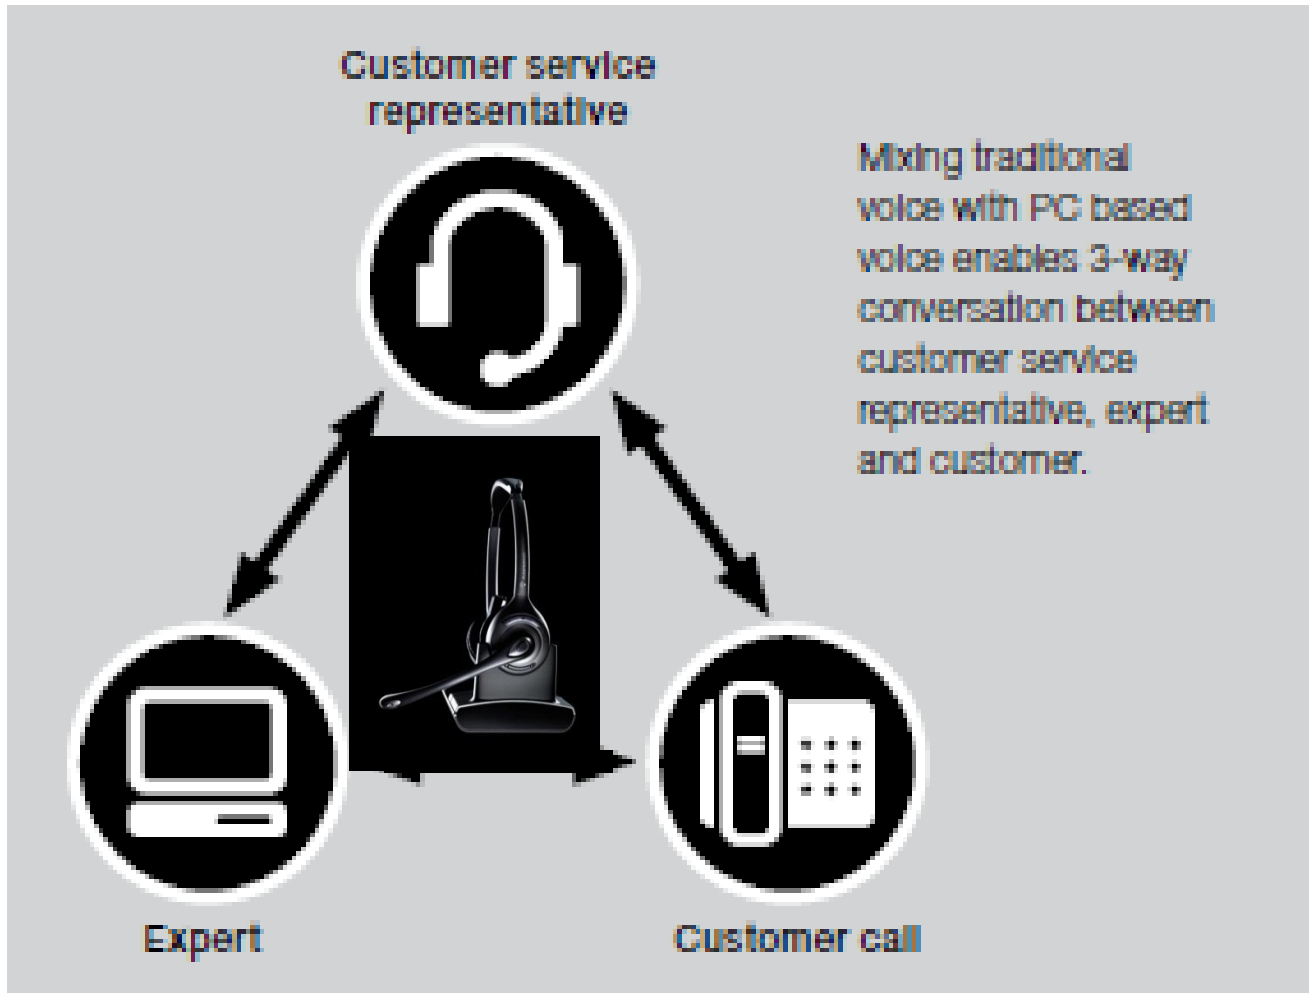 Customer service
representative
Mixing traditional
voice with PC based
voice enables 3-way
conversation between
customer service
representative, expert
and customer.
Expert
Customer call